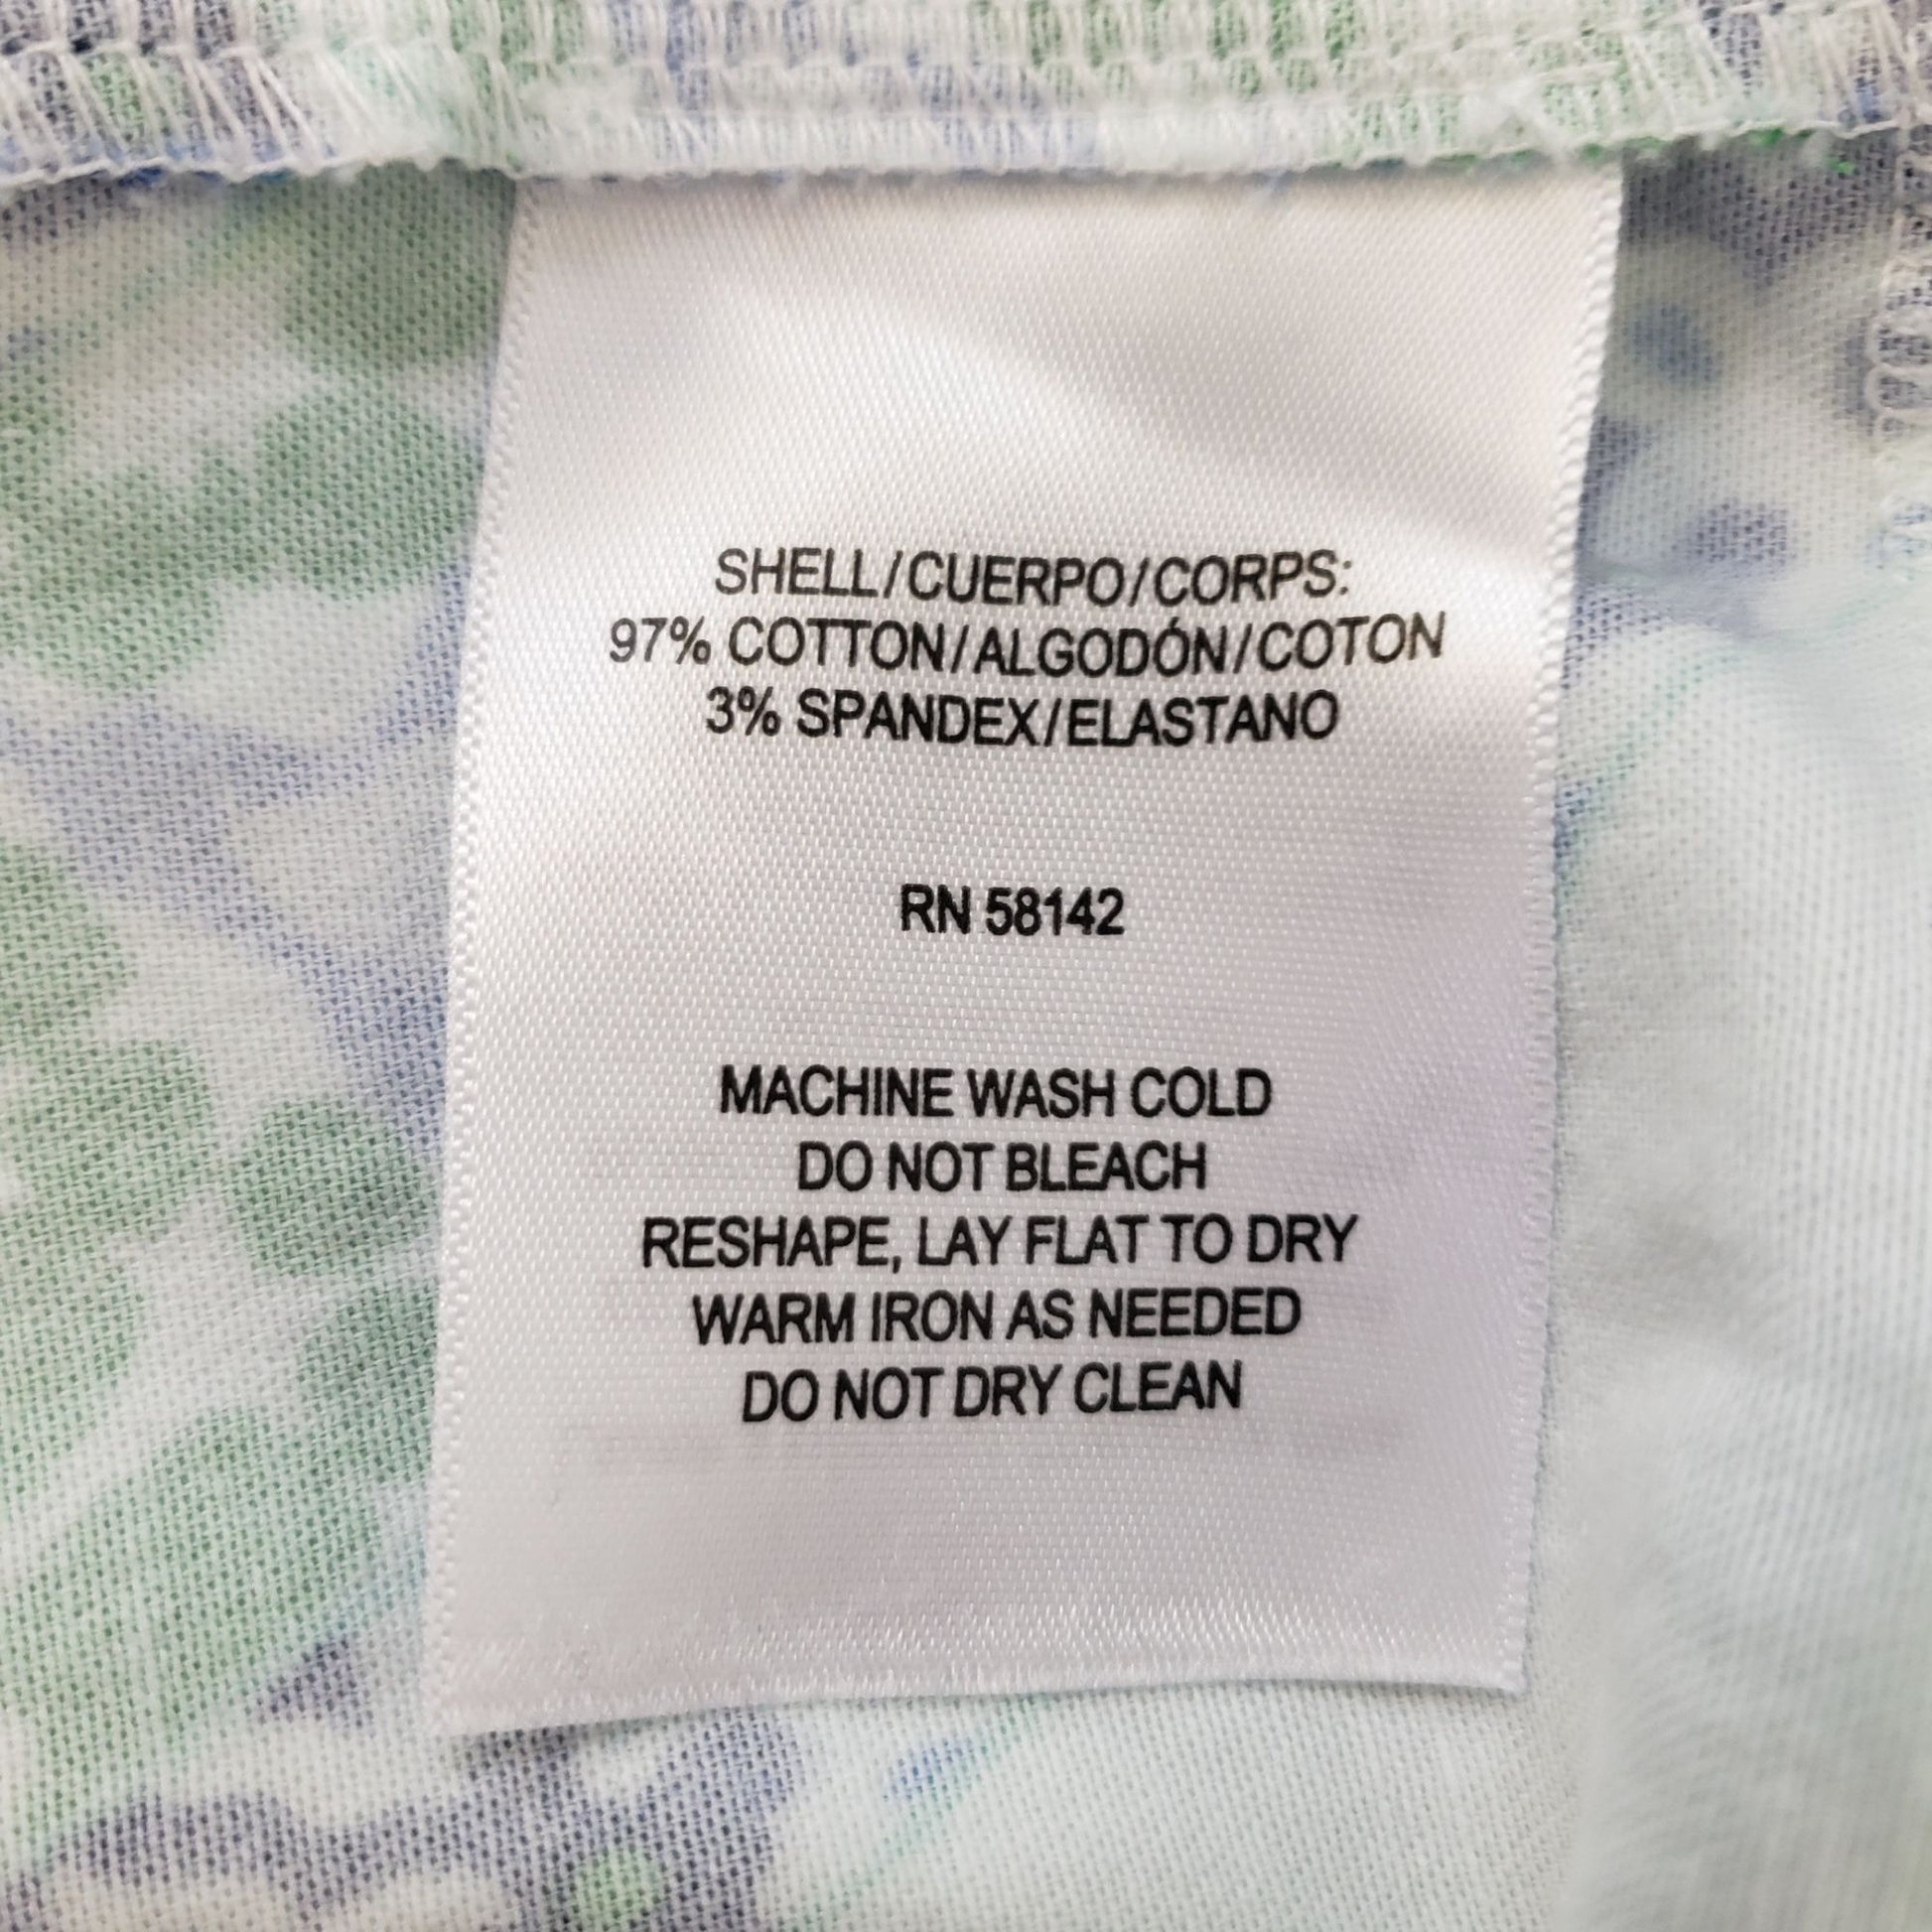 SHELL/CUERPO/CORPS:
97% COTTON/ALGODÓN/COTON
3% SPANDEX/ELASTANO
RN 58142
MACHINE WASH COLD
DO NOT BLEACH
RESHAPE, LAY FLAT TO DRY
WARM IRON AS NEEDED
DO NOT DRY CLEAN